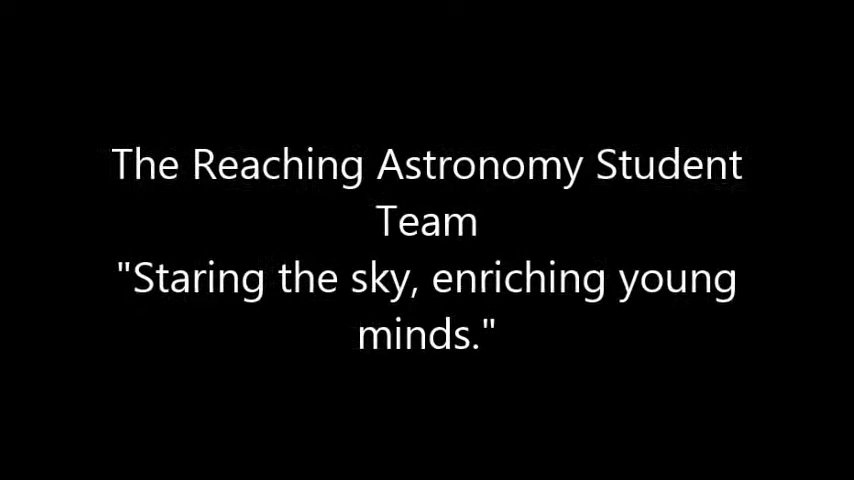 The Reaching Astronomy Student
Team
"Staring the sky, enriching young
minds."